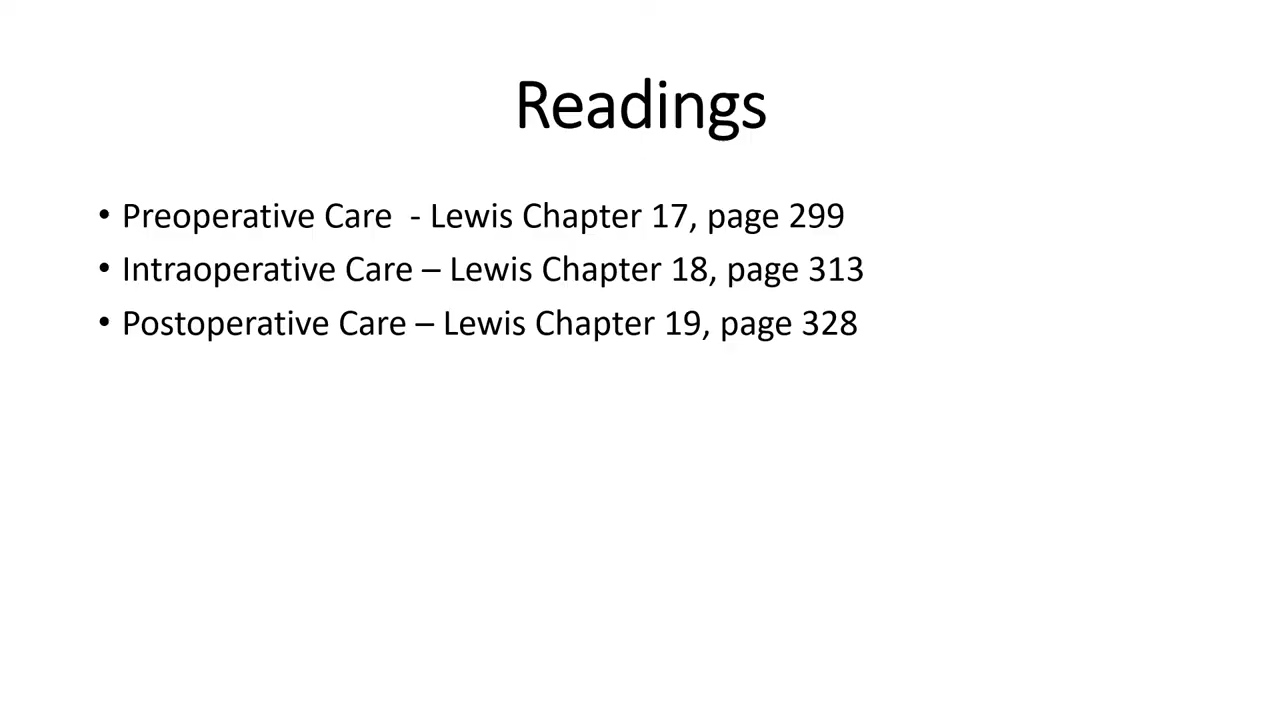 Readings
• Preoperative Care  - Lewis Chapter 17, page 299
• Intraoperative Care – Lewis Chapter 18, page 313
• Postoperative Care – Lewis Chapter 19, page 328